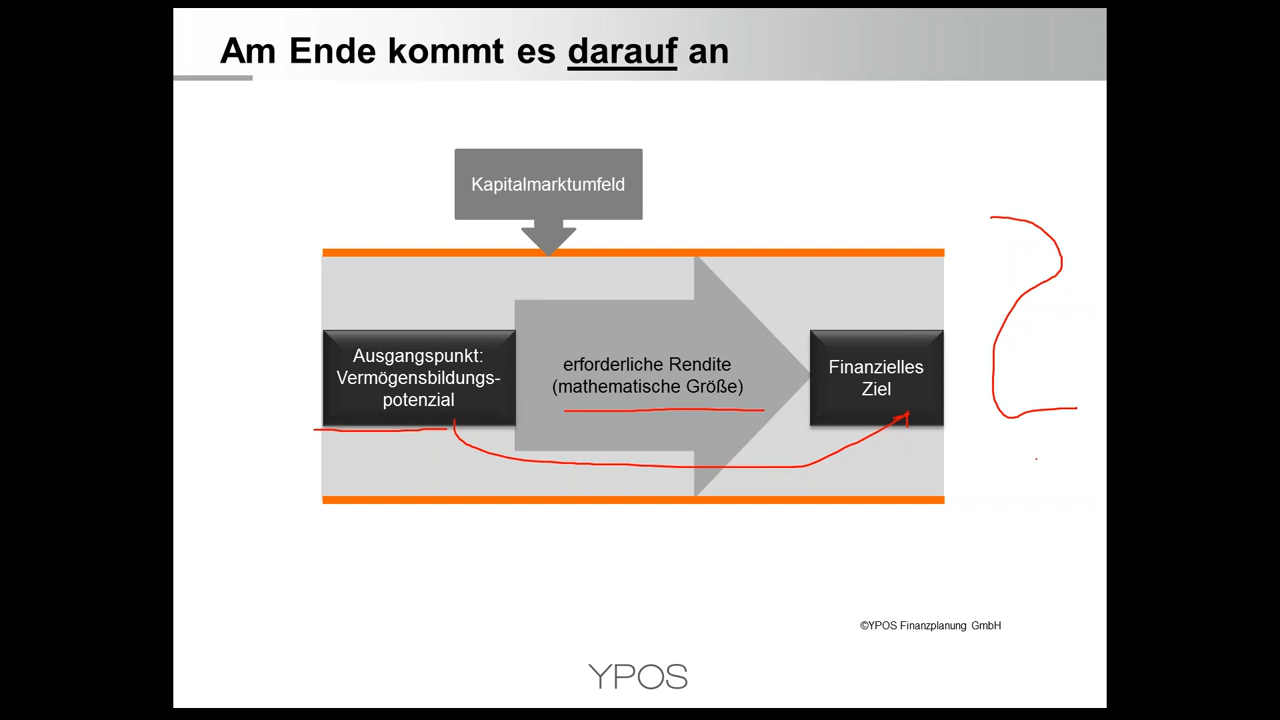 Am Ende kommt es darauf an
Kapitalmarktumfeld
Ausgangspunkt:
Vermögensbildungs-
potenzial
erforderliche Rendite
(mathematische Größe)
Finanzielles
Ziel
©YPOS Finanzplanung GmbH
YPOS